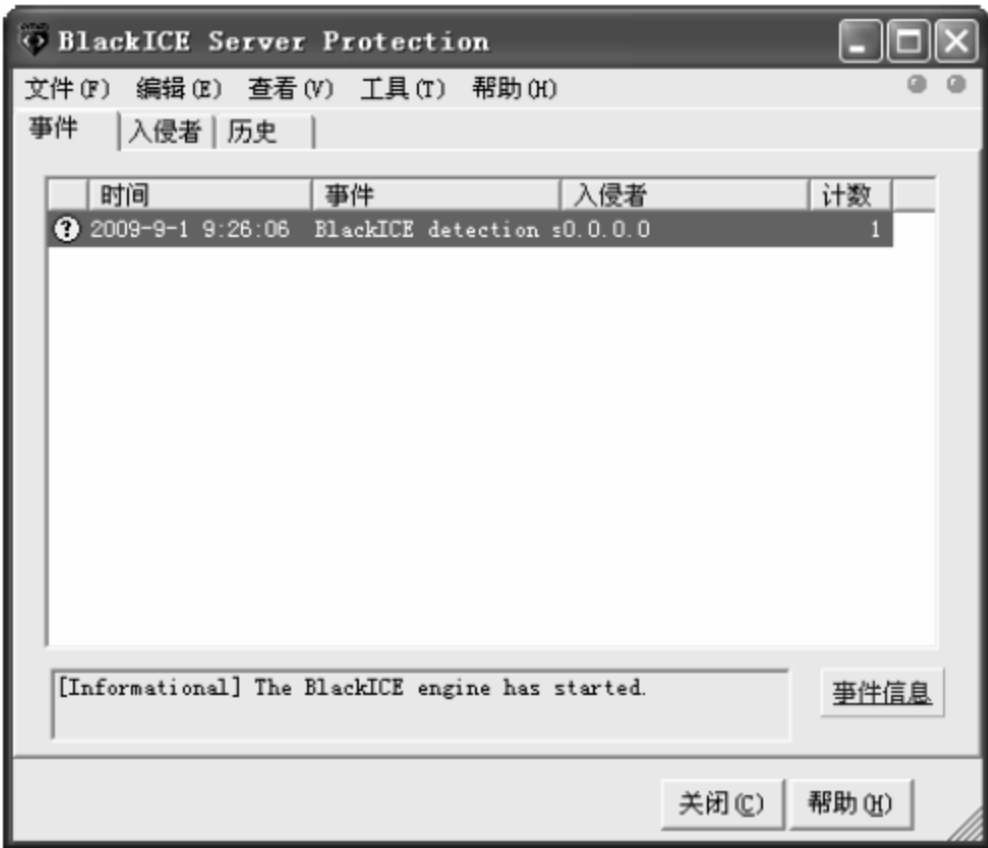 BlackICE Server Protection
文件(F) 编辑(E) 查看(V) 工具(T) 帮助(H)
事件 入侵者 历史
时间 事件 入侵者 计数
2009-9-1 9:26:06 BlackICE detection s0.0.0.0 1
[Informational] The BlackICE engine has started.
事件信息
关闭(C) 帮助(H)